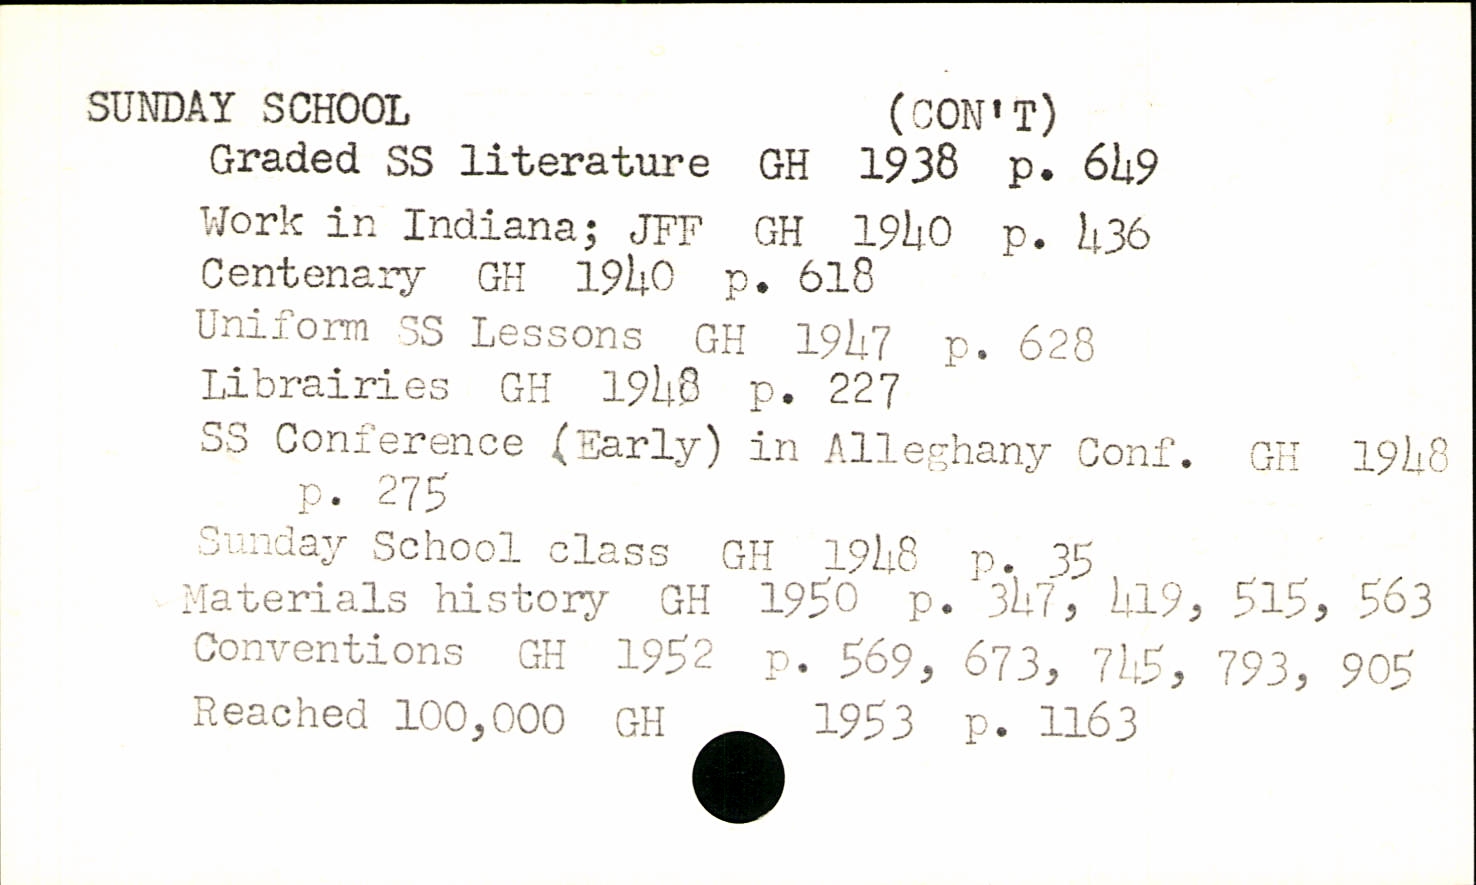 SUNDAY SCHOOL (CON'T)
Graded SS literature GH 1938 p. 649
Work in Indiana; JFF GH 1940 p. 436
Centenary GH 1940 p. 618
Uniform SS Lessons GH 1947 p. 628
Librairies GH 1948 p. 227
SS Conference (Early) in Alleghany Conf. GH 1948
p. 275
Sunday School class GH 1948 p. 35
Materials history GH 1950 p. 347, 419, 515, 563
Conventions GH 1952 p. 569, 673, 745, 793, 905
Reached 100,000 GH 1953 p. 1163